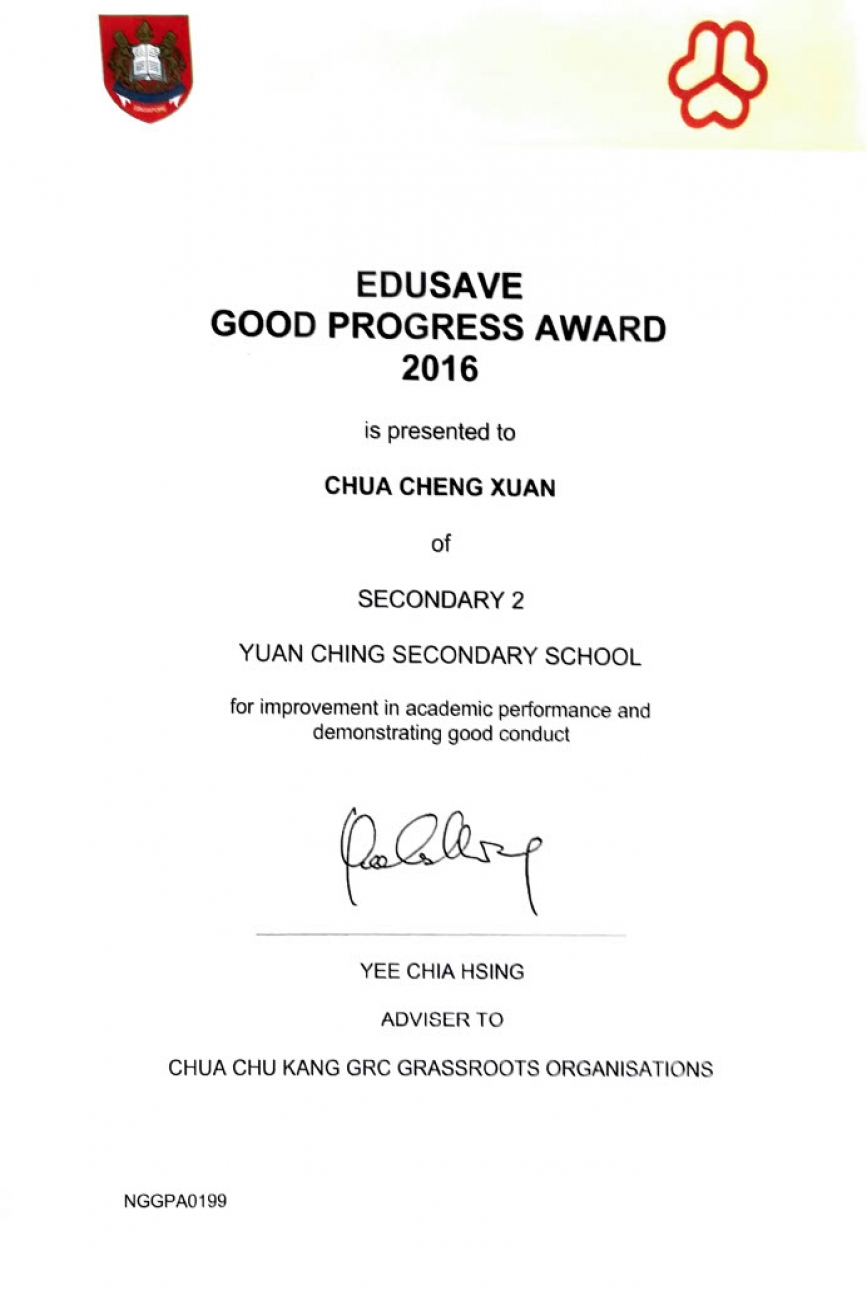 SINGAPORE
EDUSAVE
GOOD PROGRESS AWARD
2016
is presented to
CHUA CHENG XUAN
of
SECONDARY 2
YUAN CHING SECONDARY SCHOOL
for improvement in academic performance and
demonstrating good conduct
YEE CHIA HSING
ADVISER TO
CHUA CHU KANG GRC GRASSROOTS ORGANISATIONS
NGGPA0199